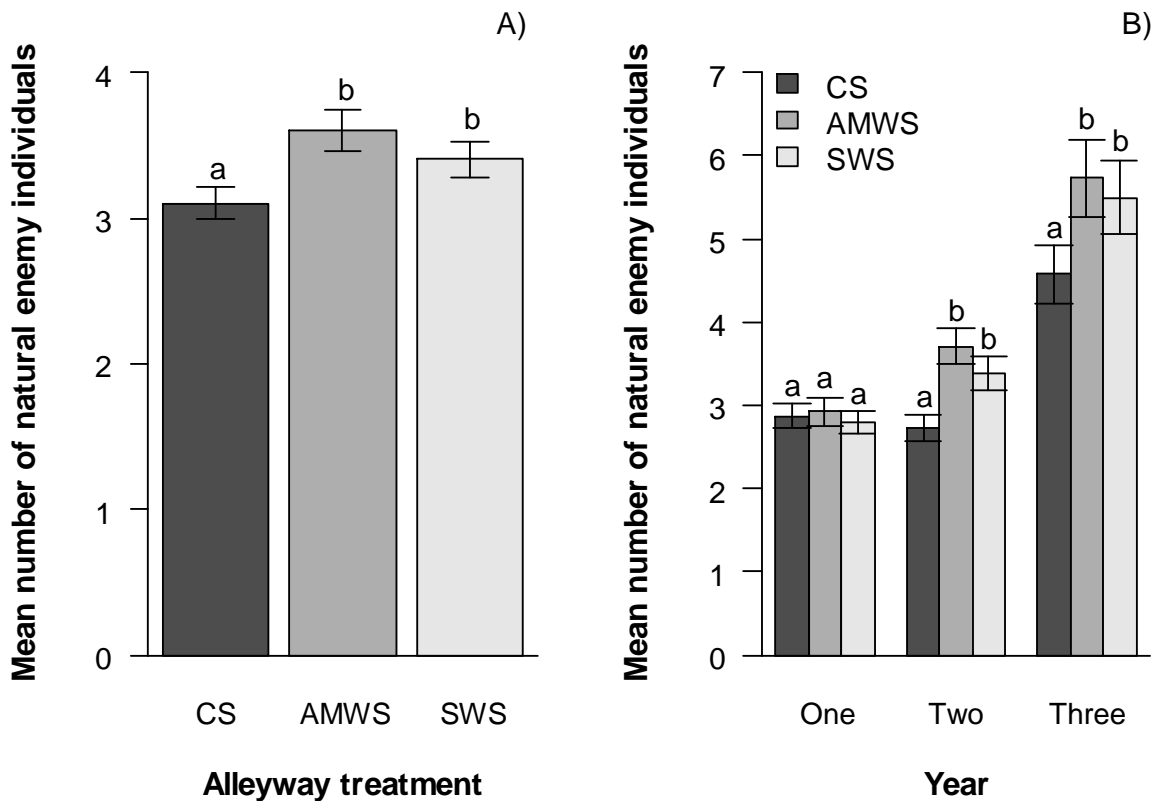 A)
Mean number of natural enemy individuals
4
3
2
1
0
a
b
b
CS AMWS SWS
Alleyway treatment
B)
Mean number of natural enemy individuals
7
6
5
4
3
2
1
0
CS
AMWS
SWS
a a a
a b b
a b b
One Two Three
Year